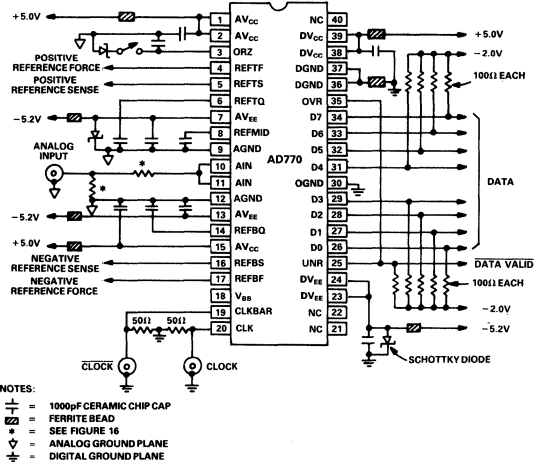 +5.0V
1 AVCC
2 AVCC
3 ORZ
POSITIVE
REFERENCE FORCE
4 REFTF
POSITIVE
REFERENCE SENSE
5 REFTS
6 REFTQ
-5.2V
7 AVEE
8 REFMID
9 AGND
ANALOG
INPUT
*
10 AIN
11 AIN
*
12 AGND
-5.2V
13 AVEE
14 REFBQ
+5.0V
15 AVCC
NEGATIVE
REFERENCE SENSE
16 REFBS
NEGATIVE
REFERENCE FORCE
17 REFBF
18 VBB
19 CLKBAR
50Ω 50Ω
20 CLK
CLOCK
CLOCK
AD770
NC 40
DVCC 39
+5.0V
DVCC 38
-2.0V
DGND 37
100Ω EACH
DGND 36
OVR 35
D7 34
D6 33
D5 32
D4 31
DATA
OGND 30
D3 29
D2 28
D1 27
D0 26
UNR 25
DATA VALID
DVEE 24
100Ω EACH
DVEE 23
-2.0V
NC 22
-5.2V
NC 21
SCHOTTKY DIODE
NOTES:
= 1000pF CERAMIC CHIP CAP
= FERRITE BEAD
* = SEE FIGURE 16
= ANALOG GROUND PLANE
= DIGITAL GROUND PLANE